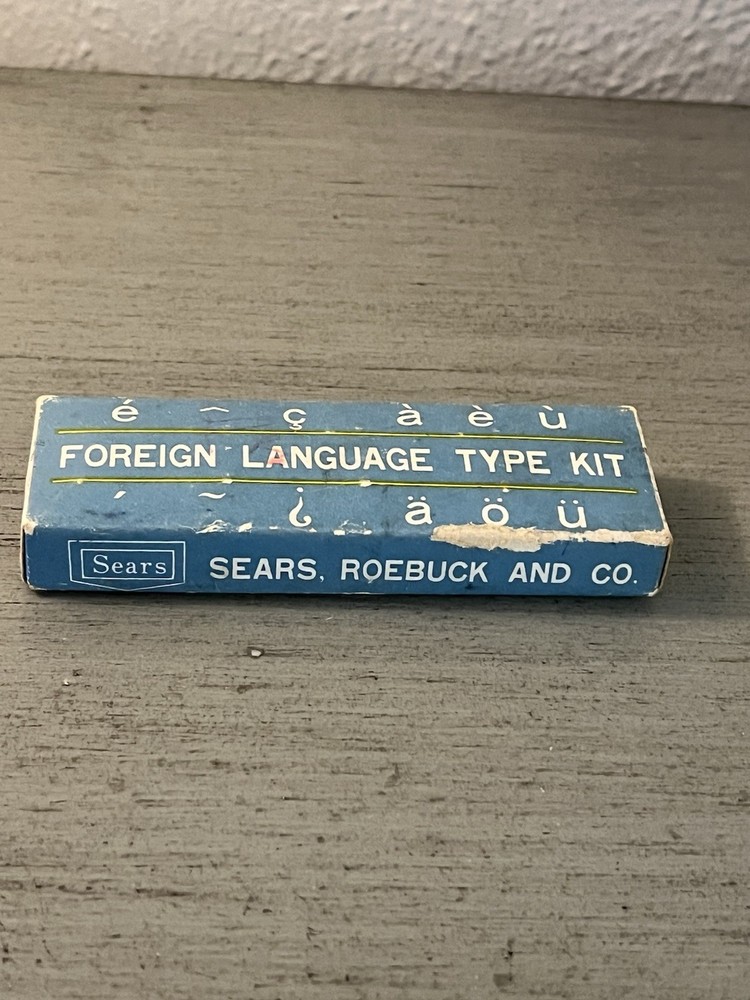 é ^ ç à è ù
FOREIGN LANGUAGE TYPE KIT
´ ~ ¿ ä ö ü
Sears SEARS, ROEBUCK AND CO.